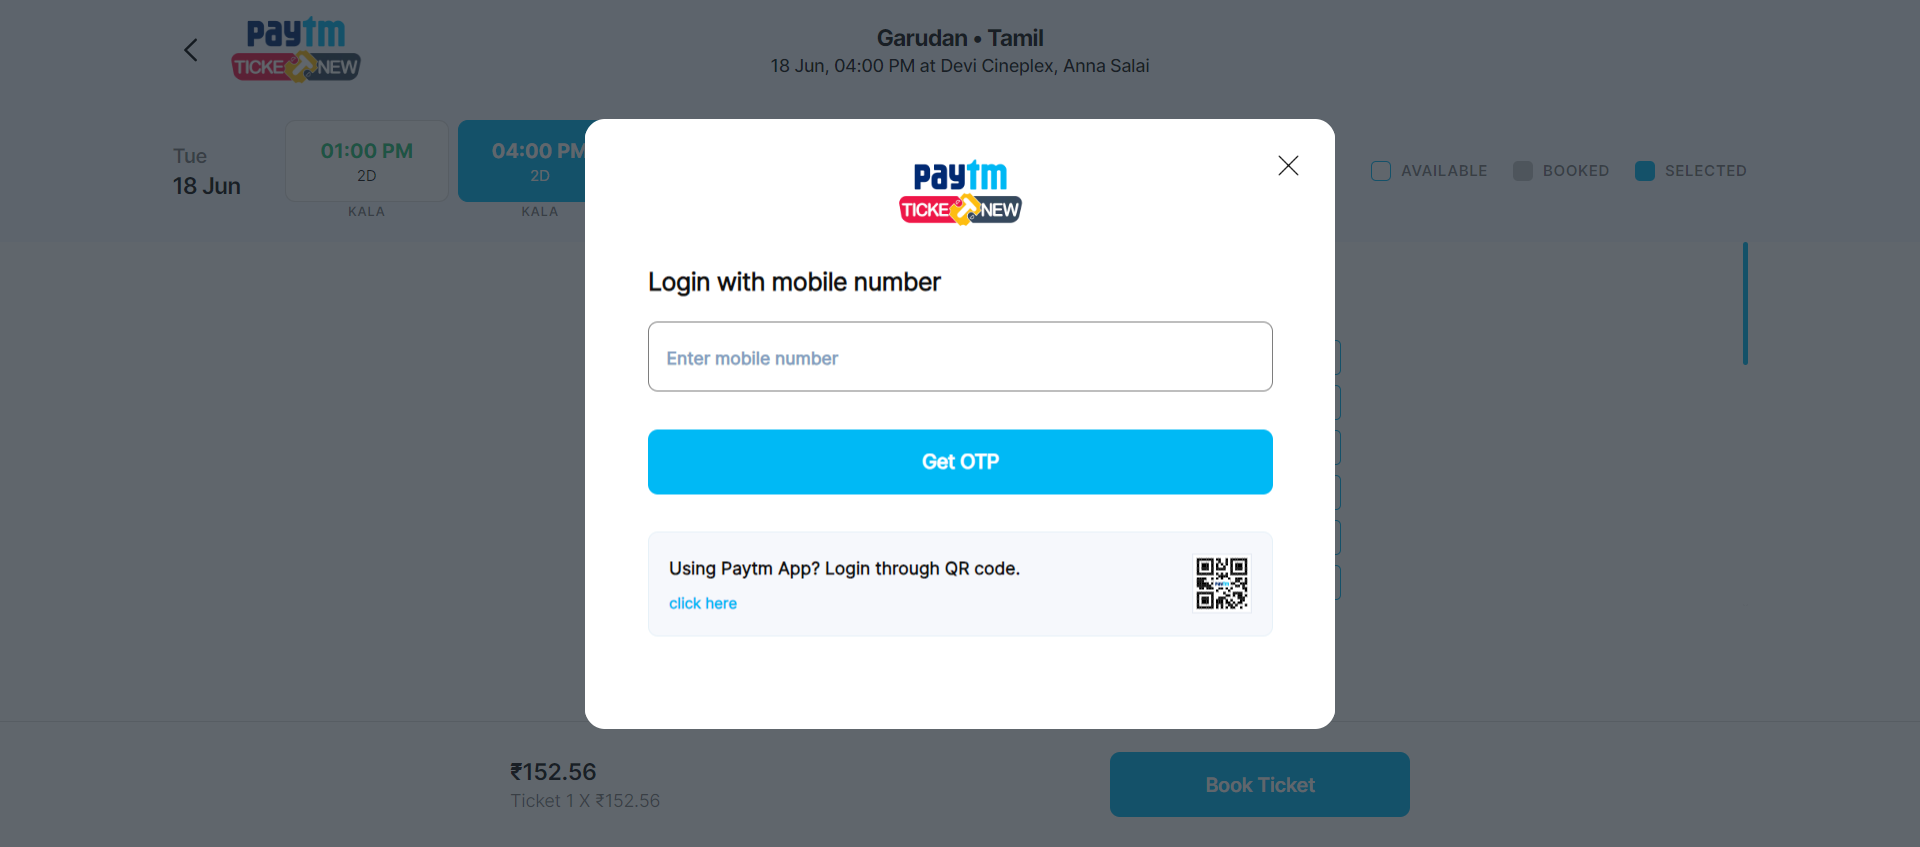 paytm
TICKETNEW
Garudan • Tamil
18 Jun, 04:00 PM at Devi Cineplex, Anna Salai
Tue
18 Jun
01:00 PM
2D
KALA
04:00 PM
2D
KALA
AVAILABLE
BOOKED
SELECTED
paytm
TICKETNEW
Login with mobile number
Enter mobile number
Get OTP
Using Paytm App? Login through QR code.
click here
₹152.56
Ticket 1 X ₹152.56
Book Ticket